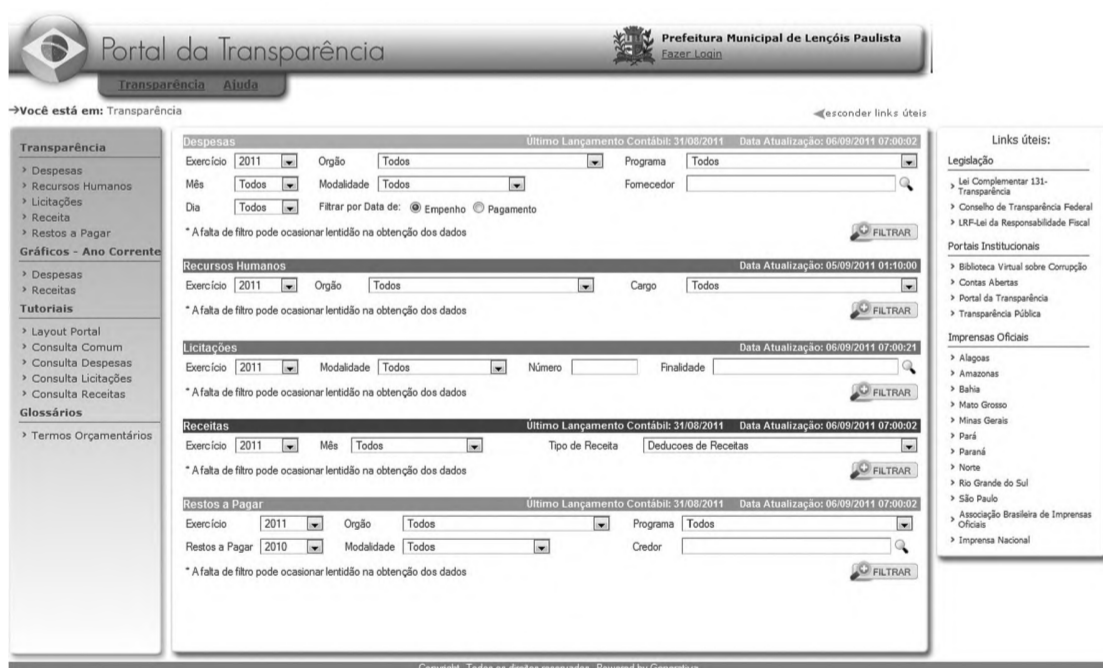 Portal da Transparência
Prefeitura Municipal de Lençóis Paulista
Fazer Login
Transparência Ajuda
Você está em: Transparência
esconder links úteis
Transparência
Despesas
Recursos Humanos
Licitações
Receita
Restos a Pagar
Gráficos - Ano Corrente
Despesas
Receitas
Tutoriais
Layout Portal
Consulta Comum
Consulta Despesas
Consulta Licitações
Consulta Receitas
Glossários
Termos Orçamentários
Despesas Último Lançamento Contábil: 31/08/2011 Data Atualização: 06/09/2011 07:00:02
Exercício 2011 Orgão Todos Programa Todos
Mês Todos Modalidade Todos Fornecedor
Dia Todos Filtrar por Data de: Empenho Pagamento
* A falta de filtro pode ocasionar lentidão na obtenção dos dados FILTRAR
Recursos Humanos Data Atualização: 05/09/2011 01:10:00
Exercício 2011 Orgão Todos Cargo Todos
* A falta de filtro pode ocasionar lentidão na obtenção dos dados FILTRAR
Licitações Data Atualização: 06/09/2011 07:00:21
Exercício 2011 Modalidade Todos Número Finalidade
* A falta de filtro pode ocasionar lentidão na obtenção dos dados FILTRAR
Receitas Último Lançamento Contábil: 31/08/2011 Data Atualização: 06/09/2011 07:00:02
Exercício 2011 Mês Todos Tipo de Receita Deducoes de Receitas
* A falta de filtro pode ocasionar lentidão na obtenção dos dados FILTRAR
Restos a Pagar Último Lançamento Contábil: 31/08/2011 Data Atualização: 06/09/2011 07:00:02
Exercício 2011 Orgão Todos Programa Todos
Restos a Pagar 2010 Modalidade Todos Credor
* A falta de filtro pode ocasionar lentidão na obtenção dos dados FILTRAR
Links úteis:
Legislação
Lei Complementar 131-
Transparência
Conselho de Transparência Federal
LRF-Lei da Responsabilidade Fiscal
Portais Institucionais
Biblioteca Virtual sobre Corrupção
Contas Abertas
Portal da Transparência
Transparência Pública
Imprensas Oficiais
Alagoas
Amazonas
Bahia
Mato Grosso
Minas Gerais
Pará
Paraná
Norte
Rio Grande do Sul
São Paulo
Associação Brasileira de Imprensas
Oficiais
Imprensa Nacional